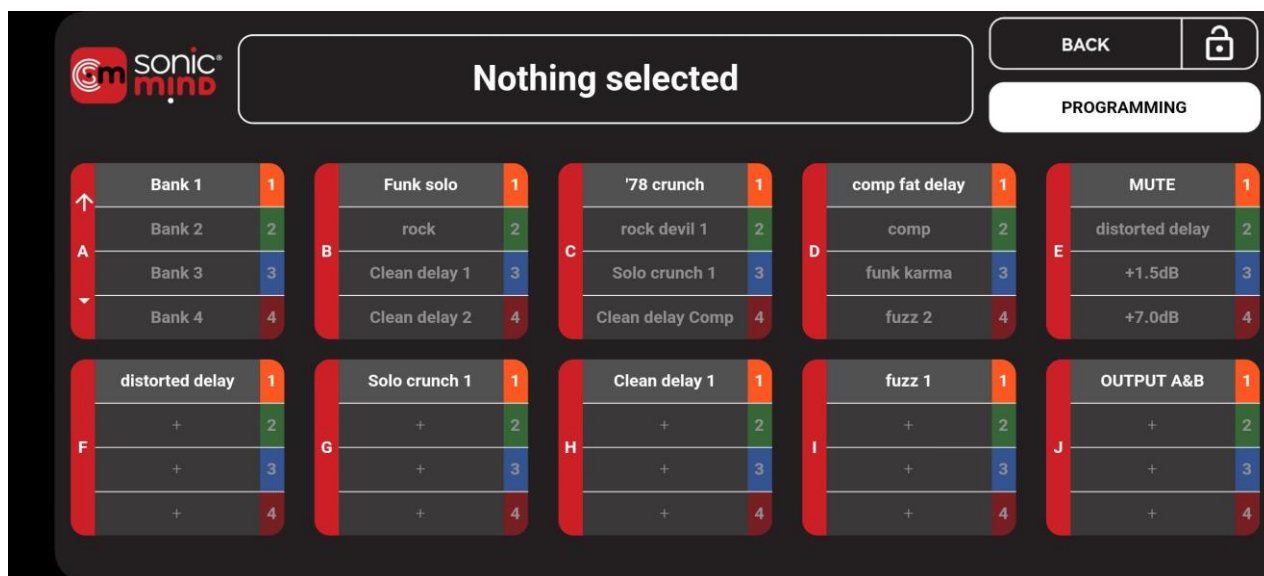 sonic®
mind
Nothing selected
BACK
PROGRAMMING
A
Bank 1 1
Bank 2 2
Bank 3 3
Bank 4 4
B
Funk solo 1
rock 2
Clean delay 1 3
Clean delay 2 4
C
'78 crunch 1
rock devil 1 2
Solo crunch 1 3
Clean delay Comp 4
D
comp fat delay 1
comp 2
funk karma 3
fuzz 2 4
E
MUTE 1
distorted delay 2
+1.5dB 3
+7.0dB 4
F
distorted delay 1
+ 2
+ 3
+ 4
G
Solo crunch 1 1
+ 2
+ 3
+ 4
H
Clean delay 1 1
+ 2
+ 3
+ 4
I
fuzz 1 1
+ 2
+ 3
+ 4
J
OUTPUT A&B 1
+ 2
+ 3
+ 4